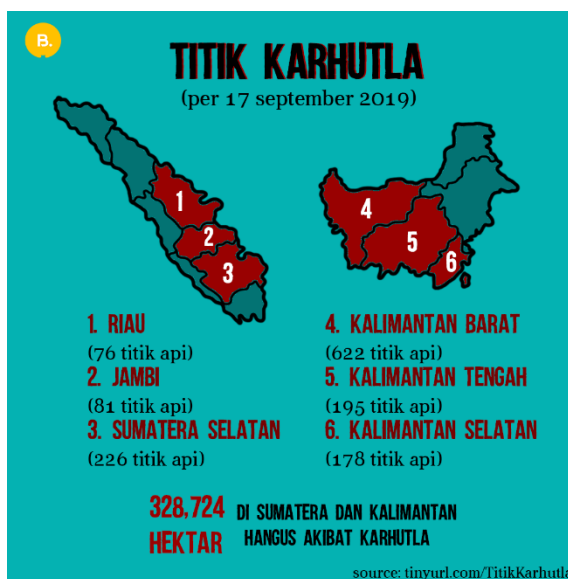 B.
TITIK KARHUTLA
(per 17 september 2019)
1
2
3
4
5
6
1. RIAU
(76 titik api)
2. JAMBI
(81 titik api)
3. SUMATERA SELATAN
(226 titik api)
4. KALIMANTAN BARAT
(622 titik api)
5. KALIMANTAN TENGAH
(195 titik api)
6. KALIMANTAN SELATAN
(178 titik api)
328,724
HEKTAR
DI SUMATERA DAN KALIMANTAN
HANGUS AKIBAT KARHUTLA
source: tinyurl.com/TitikKarhutla